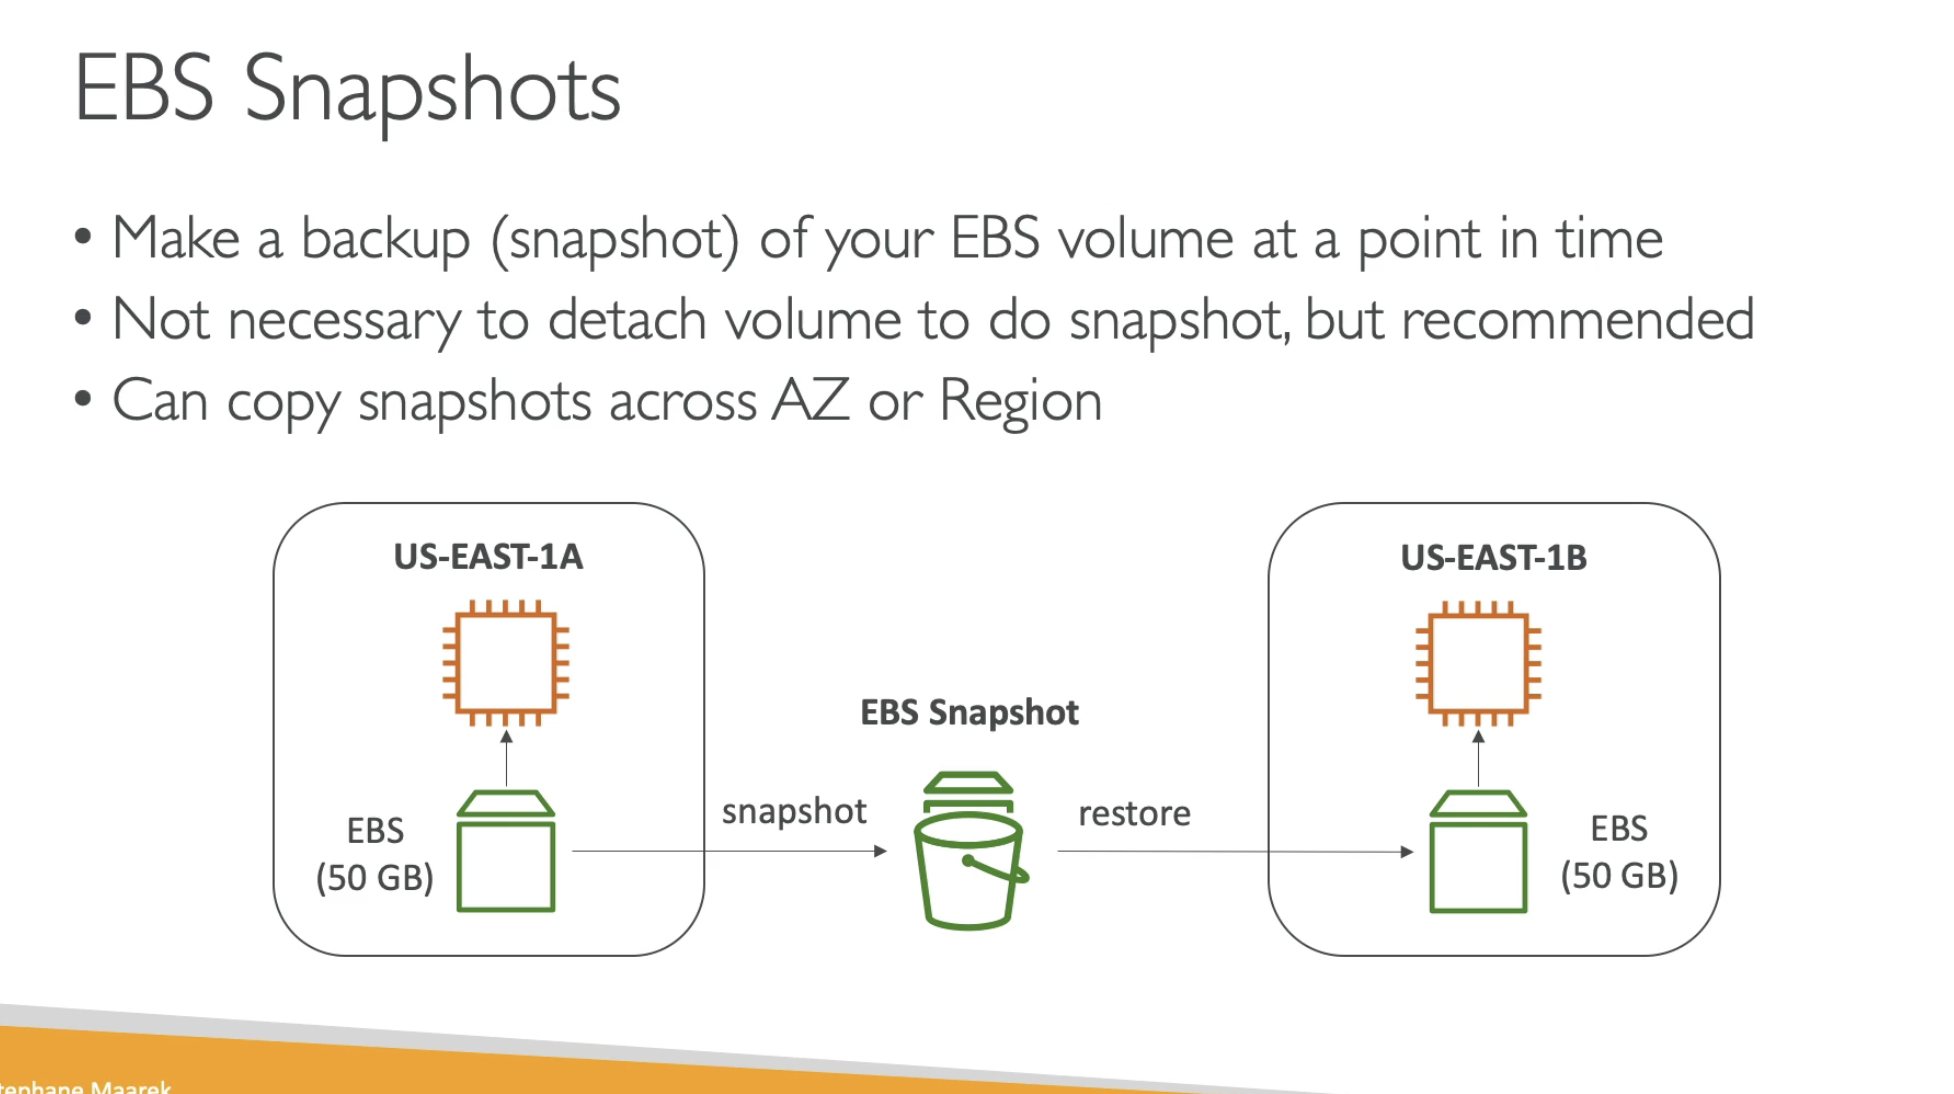 EBS Snapshots
• Make a backup (snapshot) of your EBS volume at a point in time
• Not necessary to detach volume to do snapshot, but recommended
• Can copy snapshots across AZ or Region
US-EAST-1A
US-EAST-1B
EBS Snapshot
snapshot
restore
EBS
(50 GB)
EBS
(50 GB)
tephane Maarek